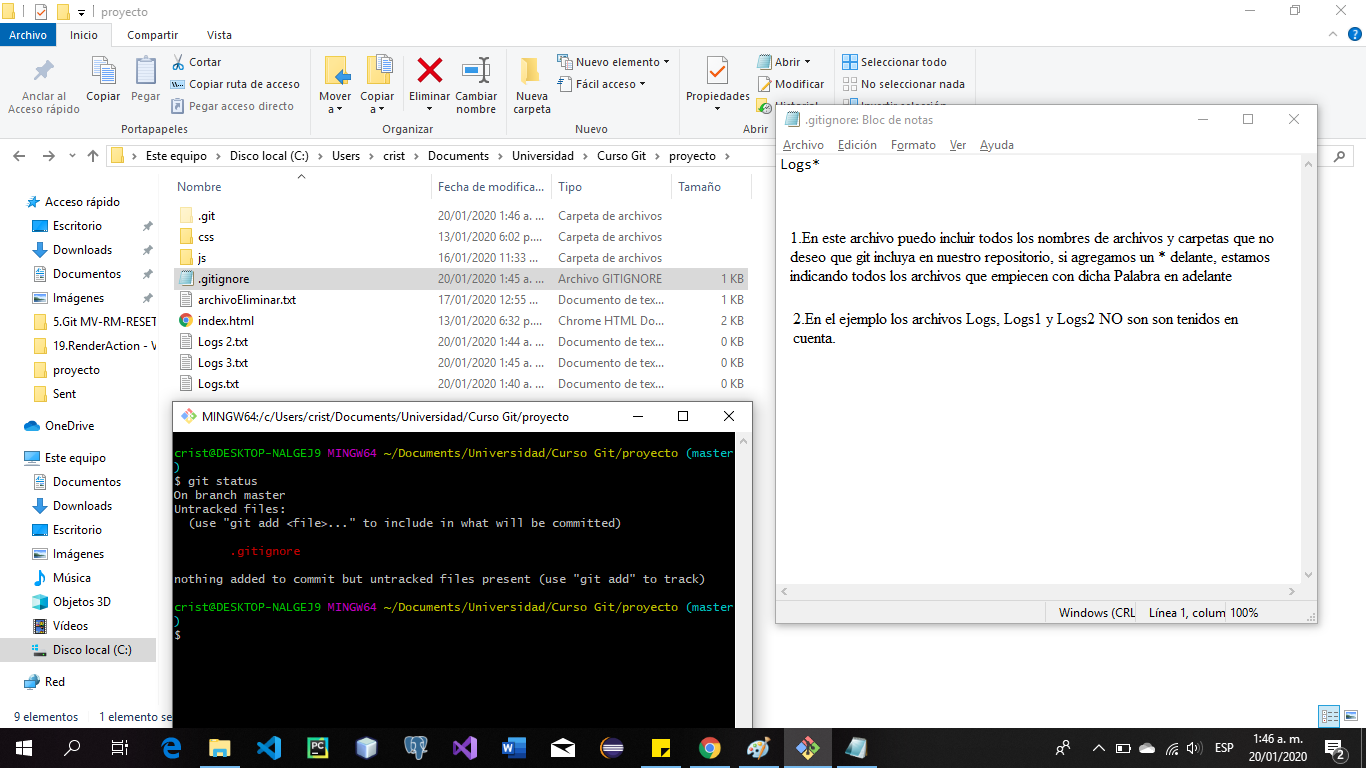 proyecto
Archivo Inicio Compartir Vista
Anclar al Acceso rápido
Copiar
Pegar
Cortar
Copiar ruta de acceso
Pegar acceso directo
Portapapeles
Mover a
Copiar a
Eliminar
Cambiar nombre
Organizar
Nueva carpeta
Nuevo elemento
Fácil acceso
Nuevo
Propiedades
Abrir
Modificar
Historial
Abrir
Seleccionar todo
No seleccionar nada
Invertir selección
Este equipo > Disco local (C:) > Users > crist > Documents > Universidad > Curso Git > proyecto >
Acceso rápido
Escritorio
Downloads
Documentos
Imágenes
5.Git MV-RM-RESET
19.RenderAction - V
proyecto
Sent
OneDrive
Este equipo
Documentos
Downloads
Escritorio
Imágenes
Música
Objetos 3D
Vídeos
Disco local (C:)
Red
Nombre Fecha de modifica... Tipo Tamaño
.git 20/01/2020 1:46 a. ... Carpeta de archivos
css 13/01/2020 6:02 p.... Carpeta de archivos
js 16/01/2020 11:33 ... Carpeta de archivos
.gitignore 20/01/2020 1:45 a. ... Archivo GITIGNORE 1 KB
archivoEliminar.txt 17/01/2020 12:55 ... Documento de tex... 1 KB
index.html 13/01/2020 6:32 p.... Chrome HTML Do... 2 KB
Logs 2.txt 20/01/2020 1:44 a. ... Documento de tex... 0 KB
Logs 3.txt 20/01/2020 1:45 a. ... Documento de tex... 0 KB
Logs.txt 20/01/2020 1:40 a. ... Documento de tex... 0 KB
MINGW64:/c/Users/crist/Documents/Universidad/Curso Git/proyecto
crist@DESKTOP-NALGEJ9 MINGW64 ~/Documents/Universidad/Curso Git/proyecto (master
)
$ git status
On branch master
Untracked files:
(use "git add <file>..." to include in what will be committed)
.gitignore
nothing added to commit but untracked files present (use "git add" to track)
crist@DESKTOP-NALGEJ9 MINGW64 ~/Documents/Universidad/Curso Git/proyecto (master
)
$
.gitignore: Bloc de notas
Archivo Edición Formato Ver Ayuda
Logs*
1.En este archivo puedo incluir todos los nombres de archivos y carpetas que no
deseo que git incluya en nuestro repositorio, si agregamos un * delante, estamos
indicando todos los archivos que empiecen con dicha Palabra en adelante
2.En el ejemplo los archivos Logs, Logs1 y Logs2 NO son son tenidos en
cuenta.
Windows (CRL Línea 1, colum 100%
9 elementos 1 elemento se
PC
W
ESP
1:46 a. m.
20/01/2020
2